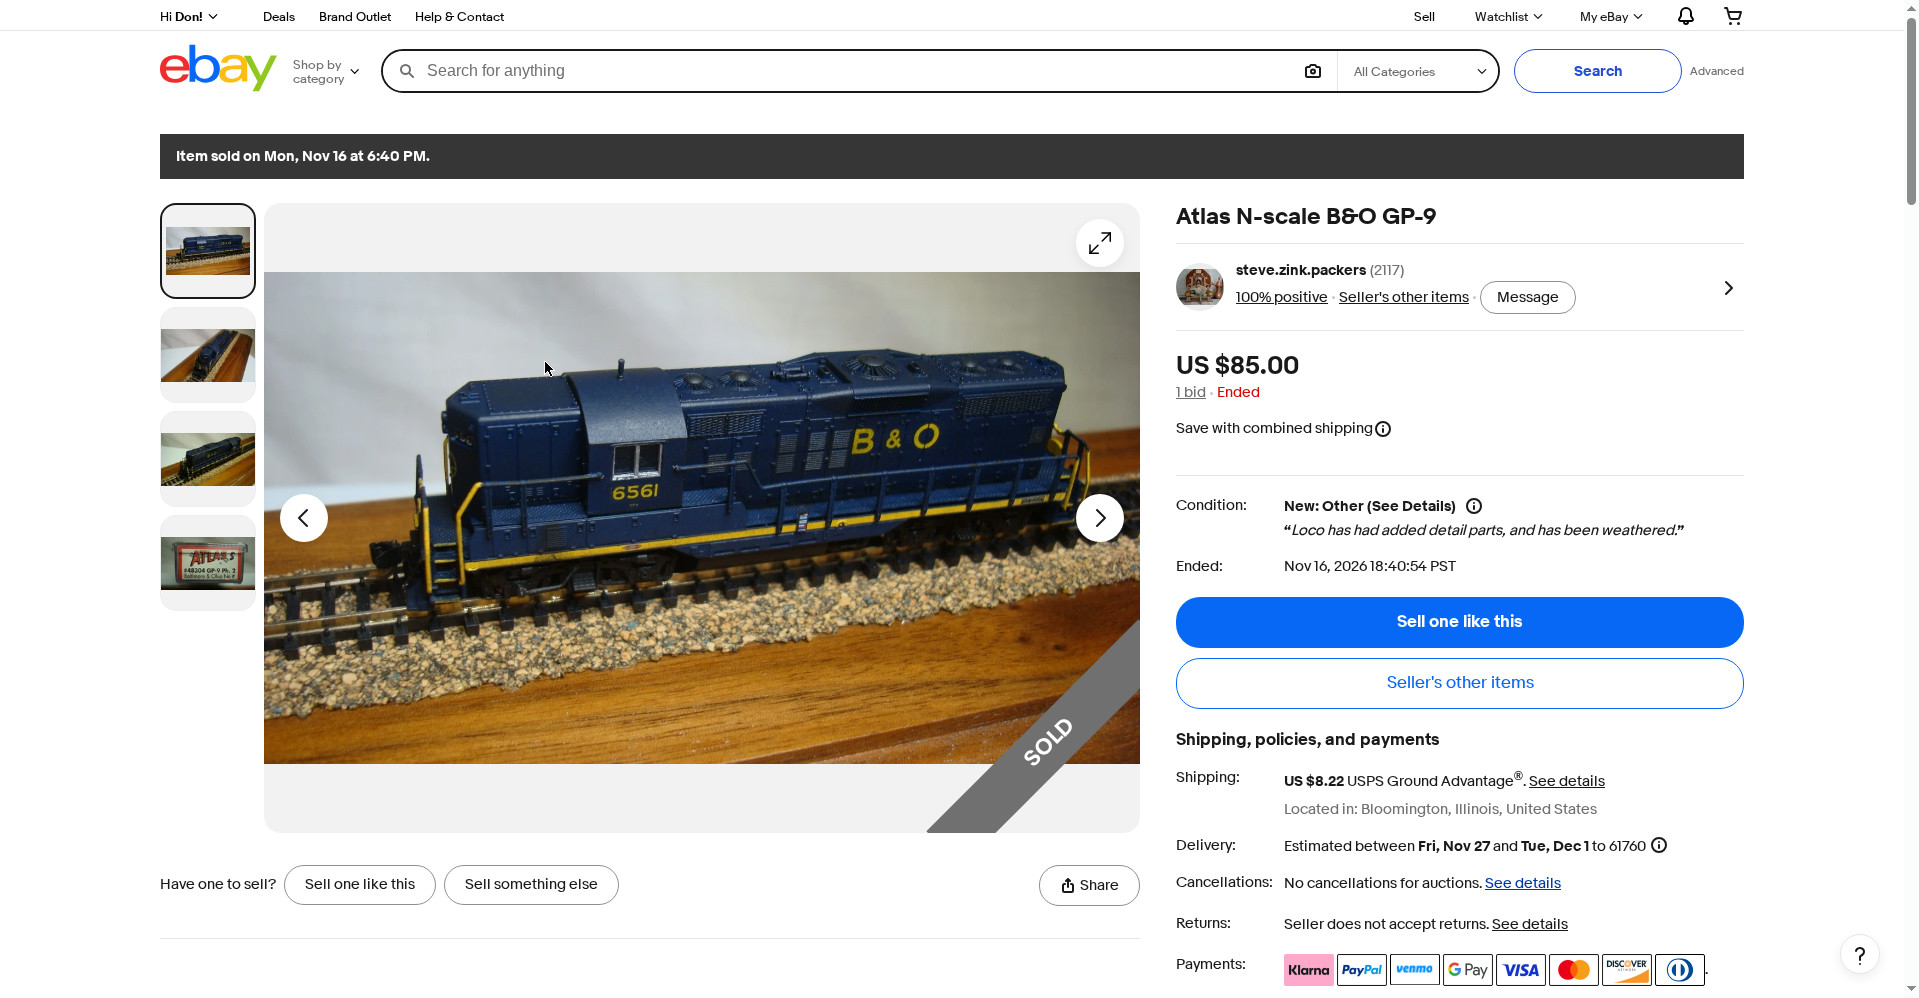 Hi Don!
Deals
Brand Outlet
Help & Contact
Sell
Watchlist
My eBay
ebay
Shop by category
Search for anything
All Categories
Search
Advanced
Item sold on Mon, Nov 16 at 6:40 PM.
ATLAS
#48304 GP-9 Ph. 2
B & O
6561
SOLD
Have one to sell?
Sell one like this
Sell something else
Share
Atlas N-scale B&O GP-9
steve.zink.packers (2117)
100% positive · Seller's other items · Message
US $85.00
1 bid · Ended
Save with combined shipping
Condition: New: Other (See Details)
“Loco has had added detail parts, and has been weathered.”
Ended: Nov 16, 2026 18:40:54 PST
Sell one like this
Seller's other items
Shipping, policies, and payments
Shipping: US $8.22 USPS Ground Advantage®. See details
Located in: Bloomington, Illinois, United States
Delivery: Estimated between Fri, Nov 27 and Tue, Dec 1 to 61760
Cancellations: No cancellations for auctions. See details
Returns: Seller does not accept returns. See details
Payments: Klarna PayPal venmo G Pay VISA DISCOVER
?